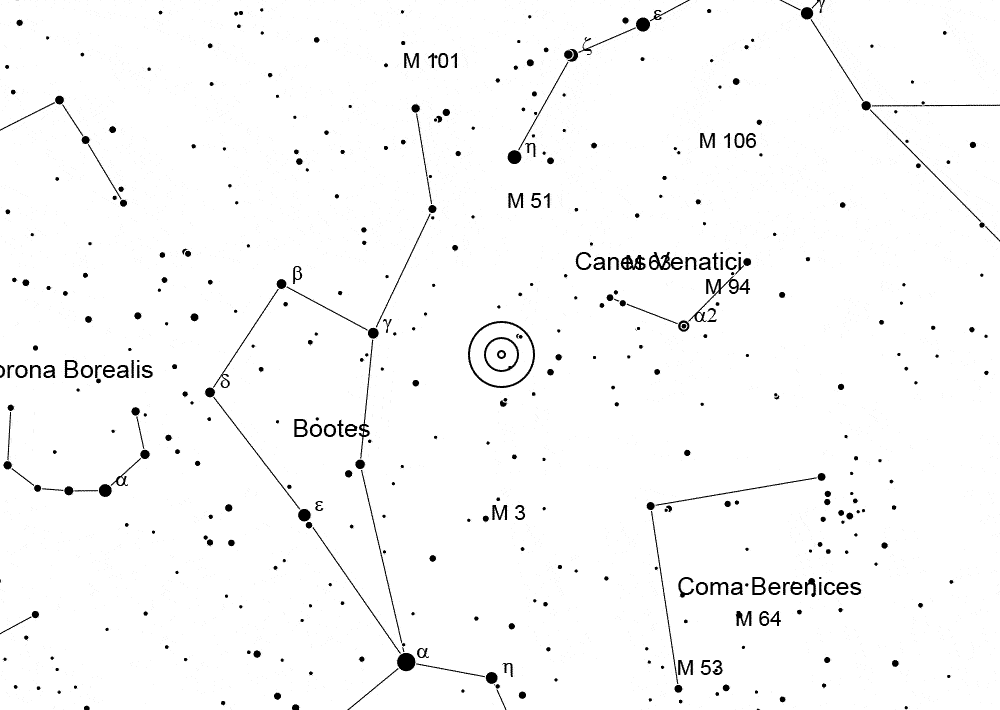 γ
ε
ζ
M 101
M 106
η
M 51
Canes Venatici
M 63
β
M 94
α2
γ
orona Borealis
δ
Bootes
α
ε
M 3
Coma Berenices
M 64
α
η
M 53